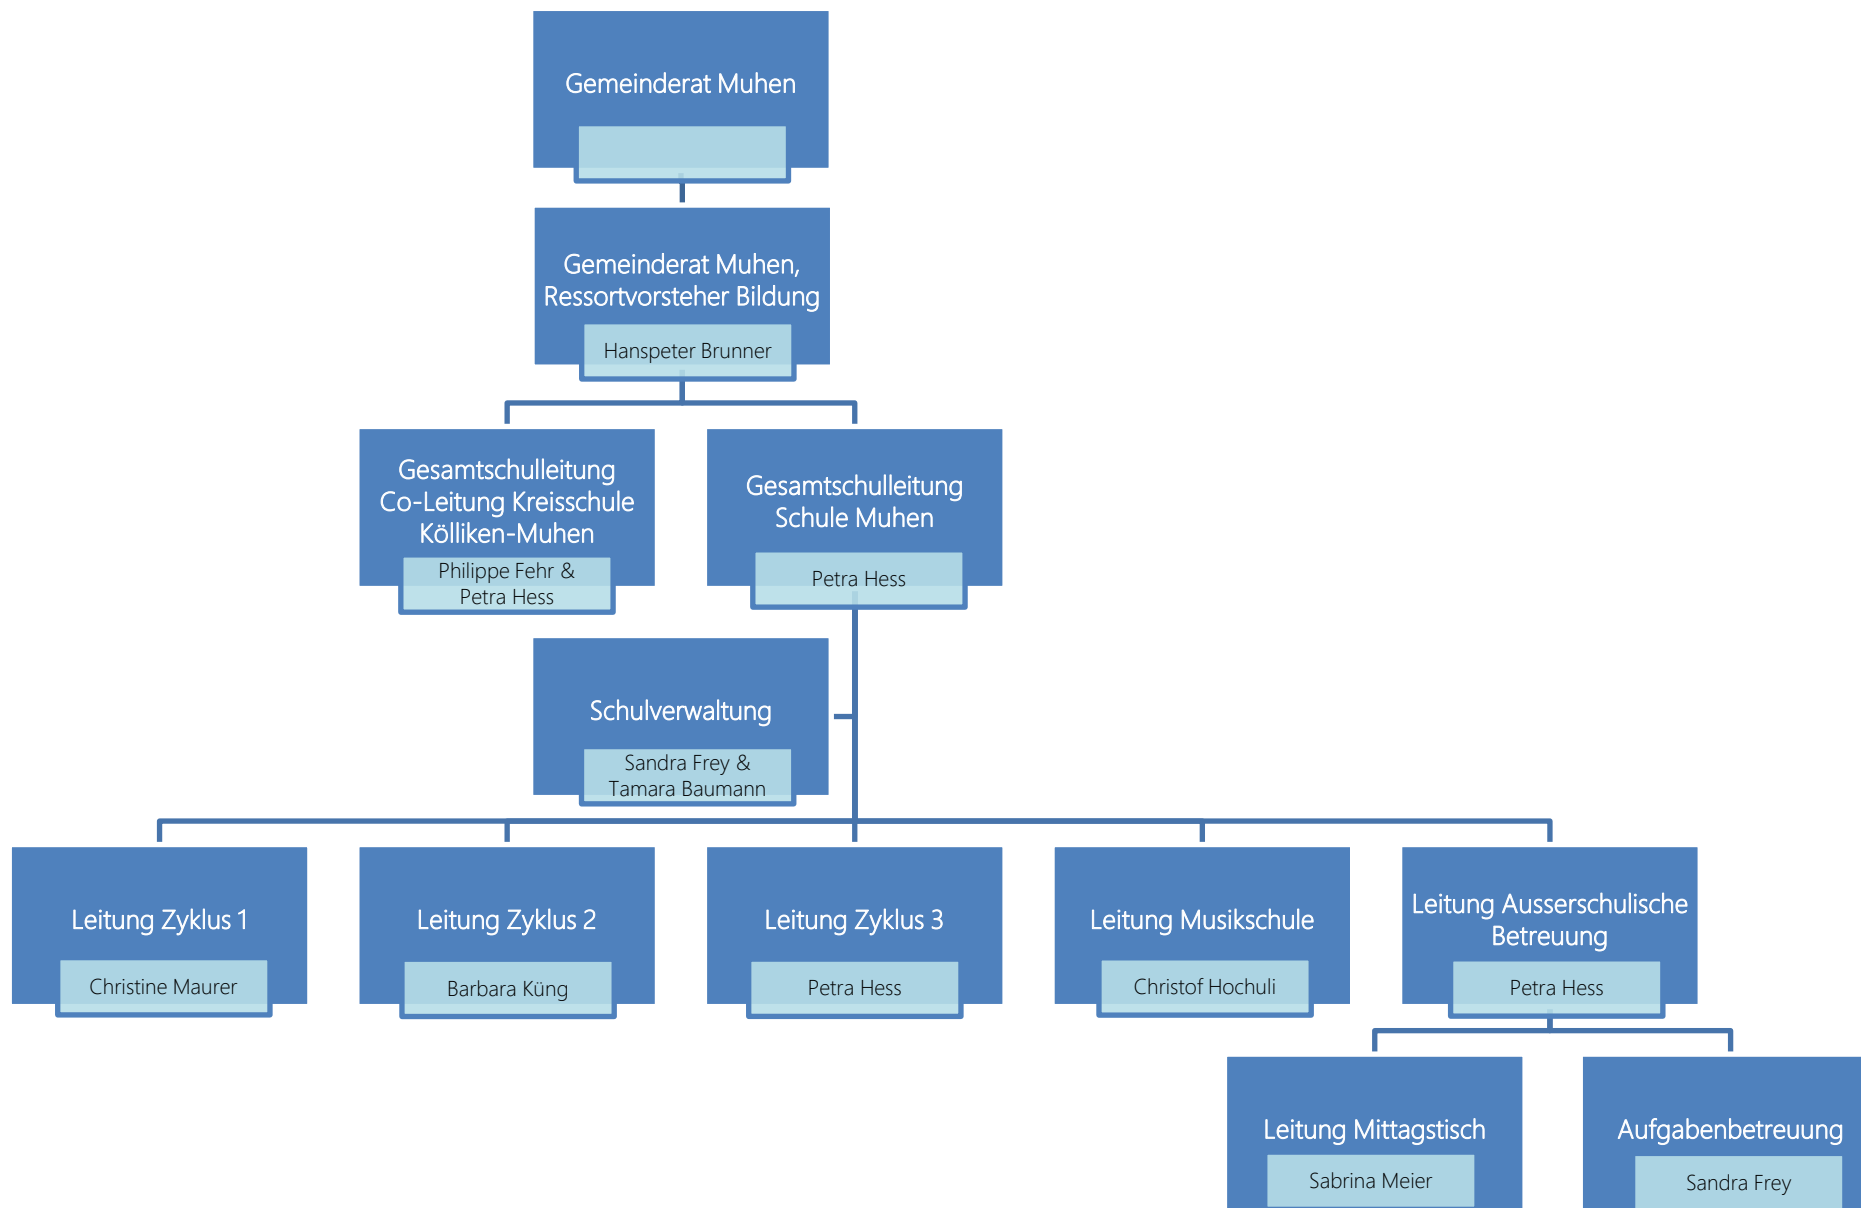 Gemeinderat Muhen
Gemeinderat Muhen,
Ressortvorsteher Bildung
Hanspeter Brunner
Gesamtschulleitung
Co-Leitung Kreisschule
Kölliken-Muhen
Philippe Fehr &
Petra Hess
Gesamtschulleitung
Schule Muhen
Petra Hess
Schulverwaltung
Sandra Frey &
Tamara Baumann
Leitung Zyklus 1
Christine Maurer
Leitung Zyklus 2
Barbara Küng
Leitung Zyklus 3
Petra Hess
Leitung Musikschule
Christof Hochuli
Leitung Ausserschulische
Betreuung
Petra Hess
Leitung Mittagstisch
Sabrina Meier
Aufgabenbetreuung
Sandra Frey